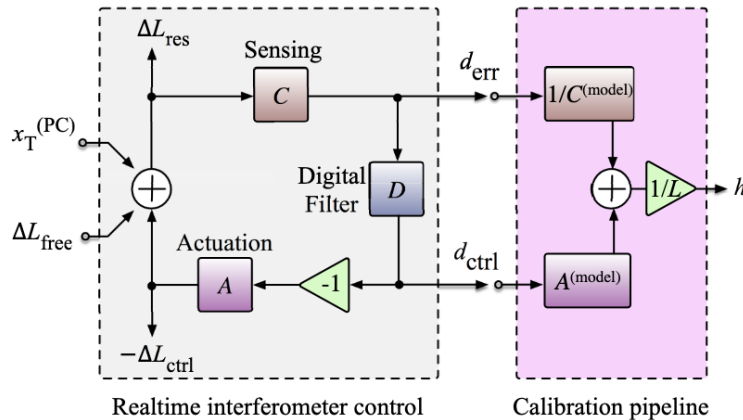 ΔL_res
Sensing
C
d_err
1/C^(model)
x_T^(PC)
ΔL_free
+
Digital
Filter
D
+
1/L
h
Actuation
A
-1
d_ctrl
A^(model)
−ΔL_ctrl
Realtime interferometer control
Calibration pipeline